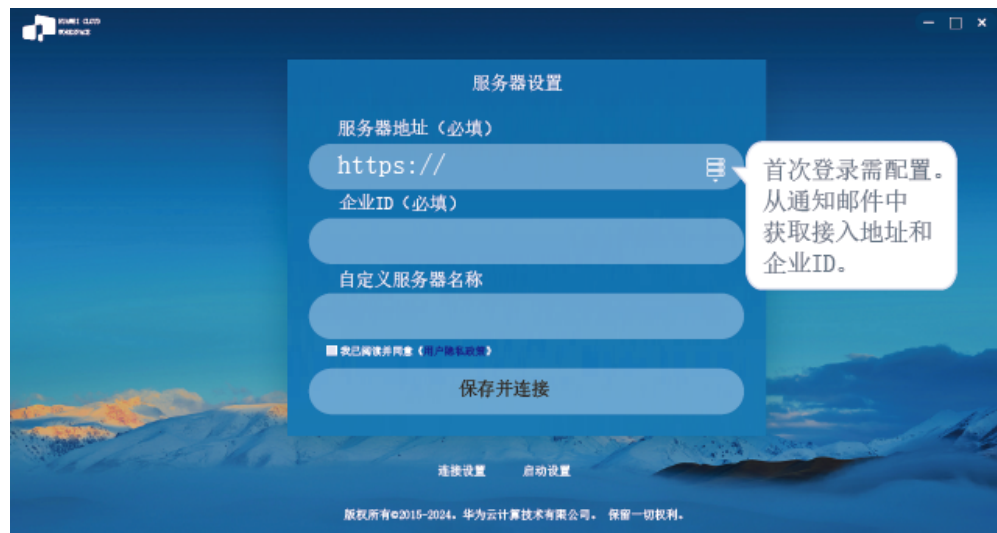 HUAWEI CLOUD
WORKSPACE
服务器设置
服务器地址（必填）
https://
首次登录需配置。
从通知邮件中
获取接入地址和
企业ID。
企业ID（必填）
自定义服务器名称
我已阅读并同意《用户隐私政策》
保存并连接
连接设置 启动设置
版权所有©2015-2024。华为云计算技术有限公司。 保留一切权利。